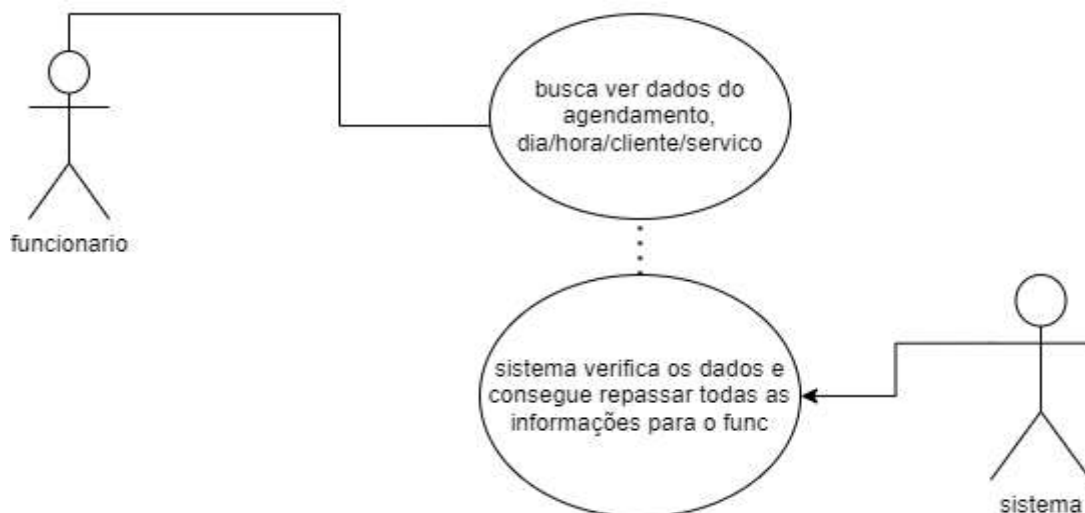 busca ver dados do
agendamento,
dia/hora/cliente/servico
funcionario
sistema verifica os dados e
consegue repassar todas as
informações para o func
sistema